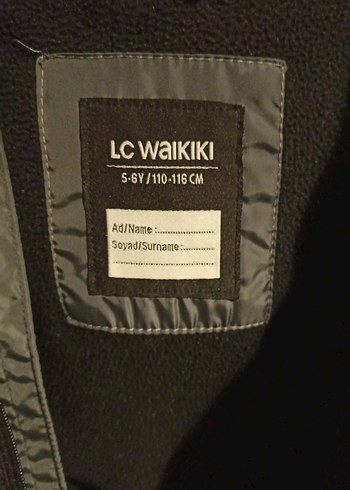 LC WAIKIKI
5-6Y/110-116 CM
Ad/Name :..............
Soyad/Surname:............
..............................